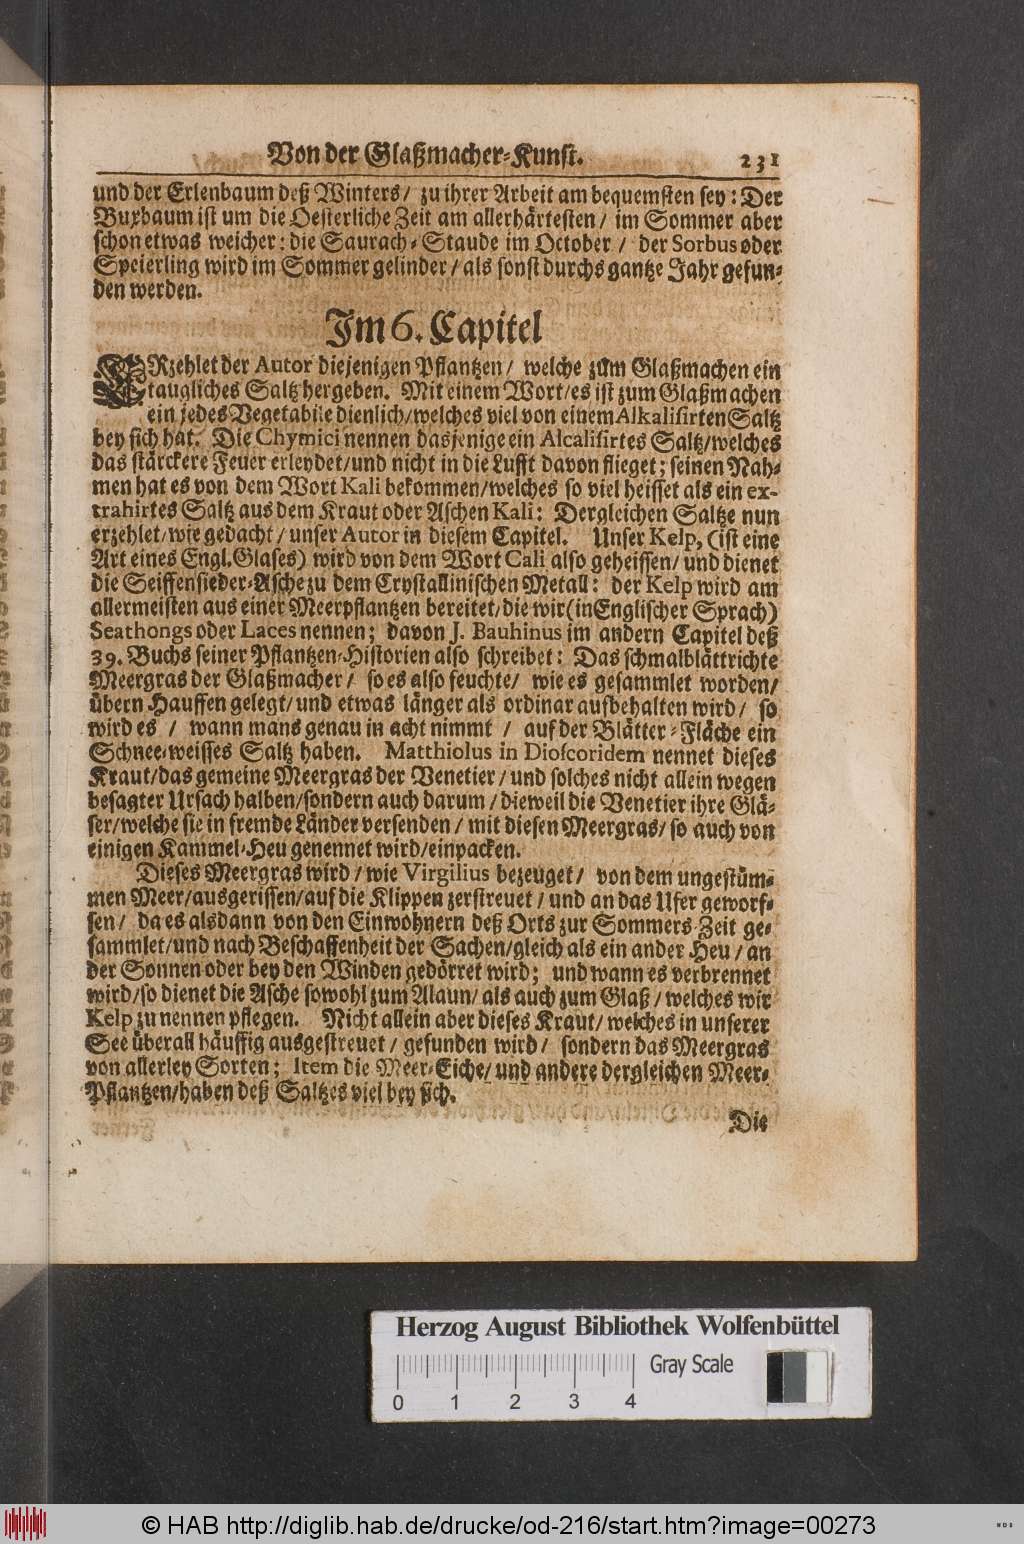 Von der Glaßmacher-Kunst. 231
und der Erlenbaum deß Winters/ zu ihrer Arbeit am bequemsten sey: Der
Buxbaum ist um die Oesterliche Zeit am allerhärtesten/ im Sommer aber
schon etwas weicher: die Saurach-Staude im October/ der Sorbus oder
Speierling wird im Sommer gelinder/ als sonst durchs gantze Jahr gefun-
den werden.
Im 6. Capitel
ERzehlet der Autor diejenigen Pflantzen/ welche zum Glaßmachen ein
taugliches Saltz hergeben. Mit einem Wort/ es ist zum Glaßmachen
ein jedes Vegetabile dienlich/ welches viel von einem Alkalisirten Saltz
bey sich hat. Die Chymici nennen dasjenige ein Alcalisirtes Saltz/ welches
das stärckere Feuer erleydet/ und nicht in die Lufft davon flieget; seinen Nah-
men hat es von dem Wort Kali bekommen/ welches so viel heisset als ein ex-
trahirtes Saltz aus dem Kraut oder Aschen Kali: Dergleichen Saltze nun
erzehlet/ wie gedacht/ unser Autor in diesem Capitel. Unser Kelp, (ist eine
Art eines Engl. Glases) wird von dem Wort Cali also geheissen/ und dienet
die Seiffensieder-Asche zu dem Crystallinischen Metall: der Kelp wird am
allermeisten aus einer Meerpflantzen bereitet/ die wir (in Englischer Sprach)
Seathongs oder Laces nennen; davon J. Bauhinus im andern Capitel deß
39. Buchs seiner Pflantzen-Historien also schreibet: Das schmalblättrichte
Meergras der Glaßmacher/ so es also feuchte/ wie es gesammlet worden/
übern Hauffen gelegt/ und etwas länger als ordinar aufbehalten wird/ so
wird es/ wann mans genau in acht nimmt/ auf der Blätter-Fläche ein
Schnee-weisses Saltz haben. Matthiolus in Dioscoridem nennet dieses
Kraut/ das gemeine Meergras der Venetier/ und solches nicht allein wegen
besagter Ursach halben/ sondern auch darum/ dieweil die Venetier ihre Glä-
ser/ welche sie in fremde Länder versenden/ mit diesen Meergras/ so auch von
einigen Kammel-Heu genennet wird/ einpacken.
Dieses Meergras wird/ wie Virgilius bezeuget/ von dem ungestüm-
men Meer/ ausgerissen/ auf die Klippen zerstreuet/ und an das Ufer geworf-
fen/ da es alsdann von den Einwohnern deß Orts zur Sommers-Zeit ge-
sammlet/ und nach Beschaffenheit der Sachen/ gleich als ein ander Heu/ an
der Sonnen oder bey den Winden gedörret wird; und wann es verbrennet
wird/ so dienet die Asche sowohl zum Alaun/ als auch zum Glaß/ welches wir
Kelp zu nennen pflegen. Nicht allein aber dieses Kraut/ welches in unserer
See überall häuffig ausgestreuet/ gefunden wird/ sondern das Meergras
von allerley Sorten; Item die Meer-Eiche/ und andere dergleichen Meer-
Pflantzen/ haben deß Saltzes viel bey sich.
Die
Herzog August Bibliothek Wolfenbüttel
Gray Scale
0 1 2 3 4
© HAB http://diglib.hab.de/drucke/od-216/start.htm?image=00273